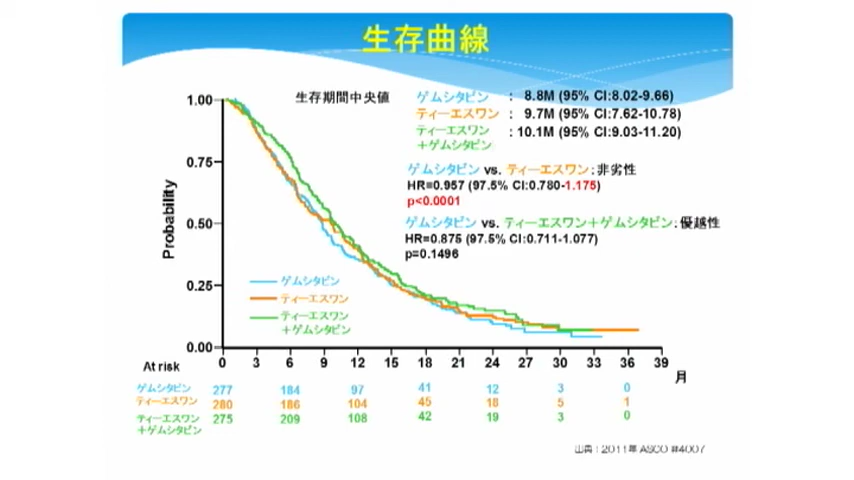 生存曲線
生存期間中央値
ゲムシタビン : 8.8M (95% CI:8.02-9.66)
ティーエスワン : 9.7M (95% CI:7.62-10.78)
ティーエスワン : 10.1M (95% CI:9.03-11.20)
+ゲムシタビン
ゲムシタビン vs. ティーエスワン:非劣性
HR=0.957 (97.5% CI:0.780-1.175)
p<0.0001
ゲムシタビン vs. ティーエスワン+ゲムシタビン:優越性
HR=0.875 (97.5% CI:0.711-1.077)
p=0.1496
Probability
1.00
0.75
0.50
0.25
0.00
ゲムシタビン
ティーエスワン
ティーエスワン
+ゲムシタビン
0 3 6 9 12 15 18 21 24 27 30 33 36 39
月
At risk
ゲムシタビン 277 184 97 41 12 3 0
ティーエスワン 280 186 104 45 18 5 1
ティーエスワン 275 209 108 42 19 3 0
+ゲムシタビン
出典:2011年 ASCO #4007